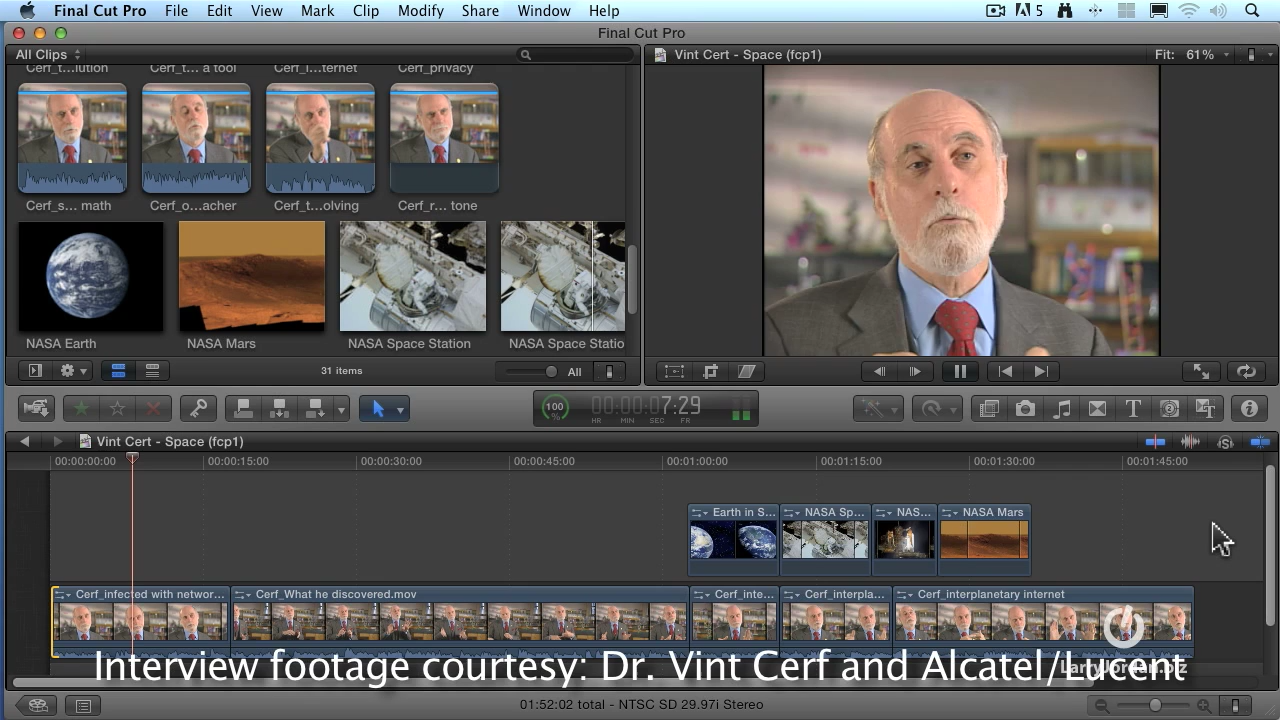 Final Cut Pro File Edit View Mark Clip Modify Share Window Help 5
Final Cut Pro
All Clips
Vint Cert - Space (fcp1) Fit: 61%
Cerf_t...lution Cerf_t... a tool Cerf_I...ternet Cerf_privacy
Cerf_s... math Cerf_o...acher Cerf_t...olving Cerf_r... tone
NASA Earth NASA Mars NASA Space Station NASA Space Statio
31 items All
100 % 00:00:07:29
HR MIN SEC FR
Vint Cert - Space (fcp1)
00:00:00:00 00:00:15:00 00:00:30:00 00:00:45:00 00:01:00:00 00:01:15:00 00:01:30:00 00:01:45:00
Earth in S... NASA Sp... NAS... NASA Mars
Cerf_infected with networ... Cerf_What he discovered.mov Cerf_inte... Cerf_interpla... Cerf_interplanetary internet
Interview footage courtesy: Dr. Vint Cerf and Alcatel/Lucent
LarryJordan.biz
01:52:02 total - NTSC SD 29.97i Stereo